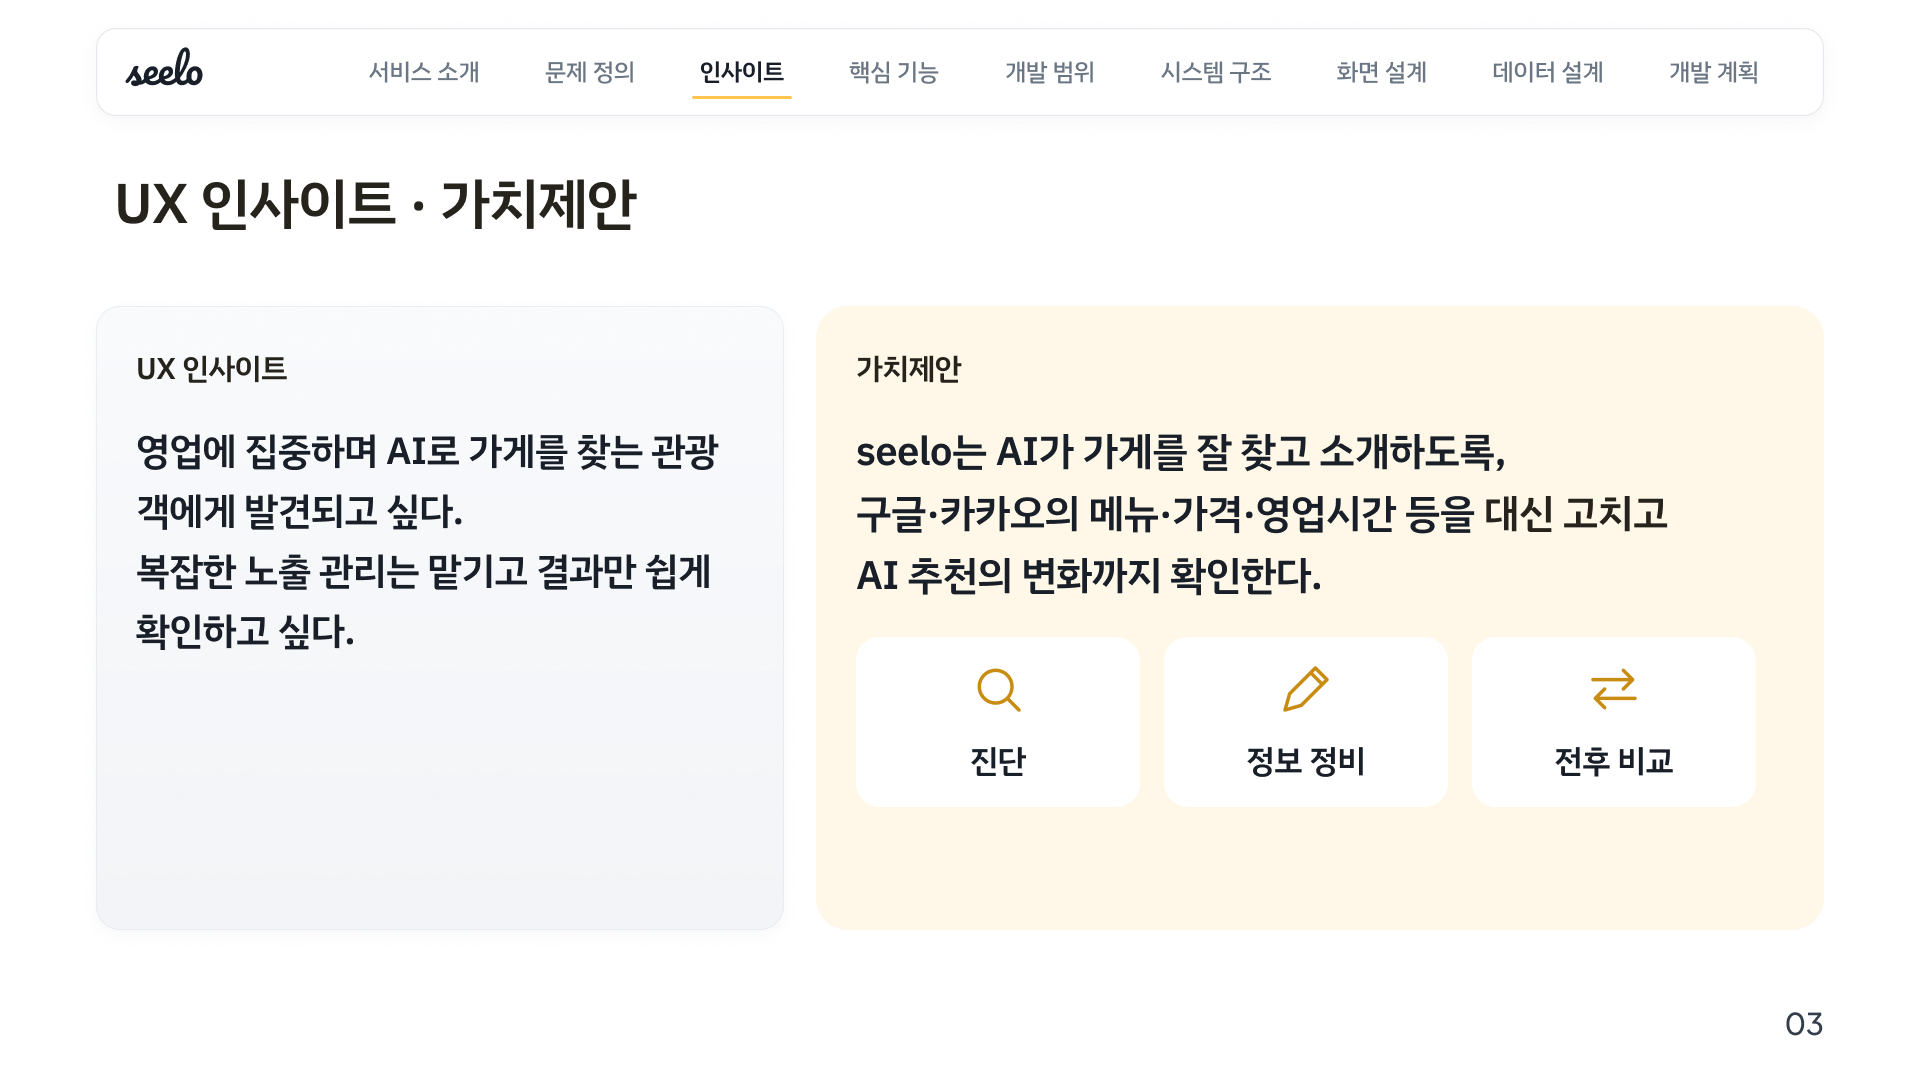 seelo
서비스 소개
문제 정의
인사이트
핵심 기능
개발 범위
시스템 구조
화면 설계
데이터 설계
개발 계획
UX 인사이트 · 가치제안
UX 인사이트
영업에 집중하며 AI로 가게를 찾는 관광
객에게 발견되고 싶다.
복잡한 노출 관리는 맡기고 결과만 쉽게
확인하고 싶다.
가치제안
seelo는 AI가 가게를 잘 찾고 소개하도록,
구글·카카오의 메뉴·가격·영업시간 등을 대신 고치고
AI 추천의 변화까지 확인한다.
진단
정보 정비
전후 비교
03